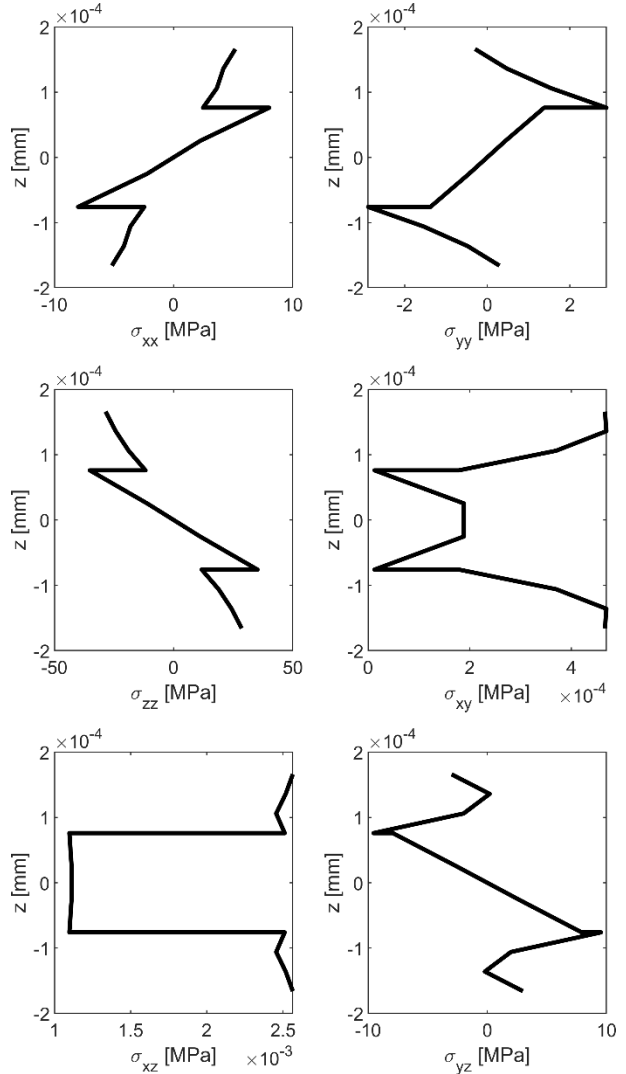 ×10⁻⁴
2
1
0
-1
-2
z [mm]
-10 0 10
σxx [MPa]
×10⁻⁴
2
1
0
-1
-2
z [mm]
-2 0 2
σyy [MPa]
×10⁻⁴
2
1
0
-1
-2
z [mm]
-50 0 50
σzz [MPa]
×10⁻⁴
2
1
0
-1
-2
z [mm]
0 2 4
σxy [MPa] ×10⁻⁴
×10⁻⁴
2
1
0
-1
-2
z [mm]
1 1.5 2 2.5
σxz [MPa] ×10⁻³
×10⁻⁴
2
1
0
-1
-2
z [mm]
-10 0 10
σyz [MPa]